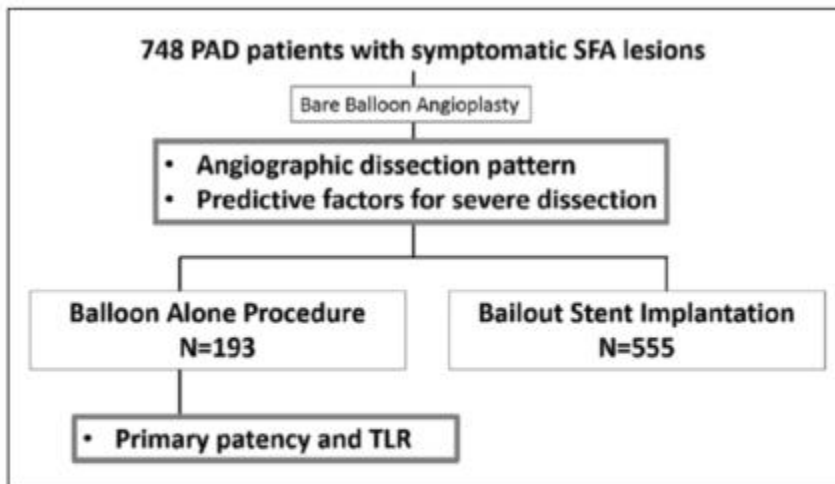 748 PAD patients with symptomatic SFA lesions
Bare Balloon Angioplasty
• Angiographic dissection pattern
• Predictive factors for severe dissection
Balloon Alone Procedure
N=193
Bailout Stent Implantation
N=555
• Primary patency and TLR